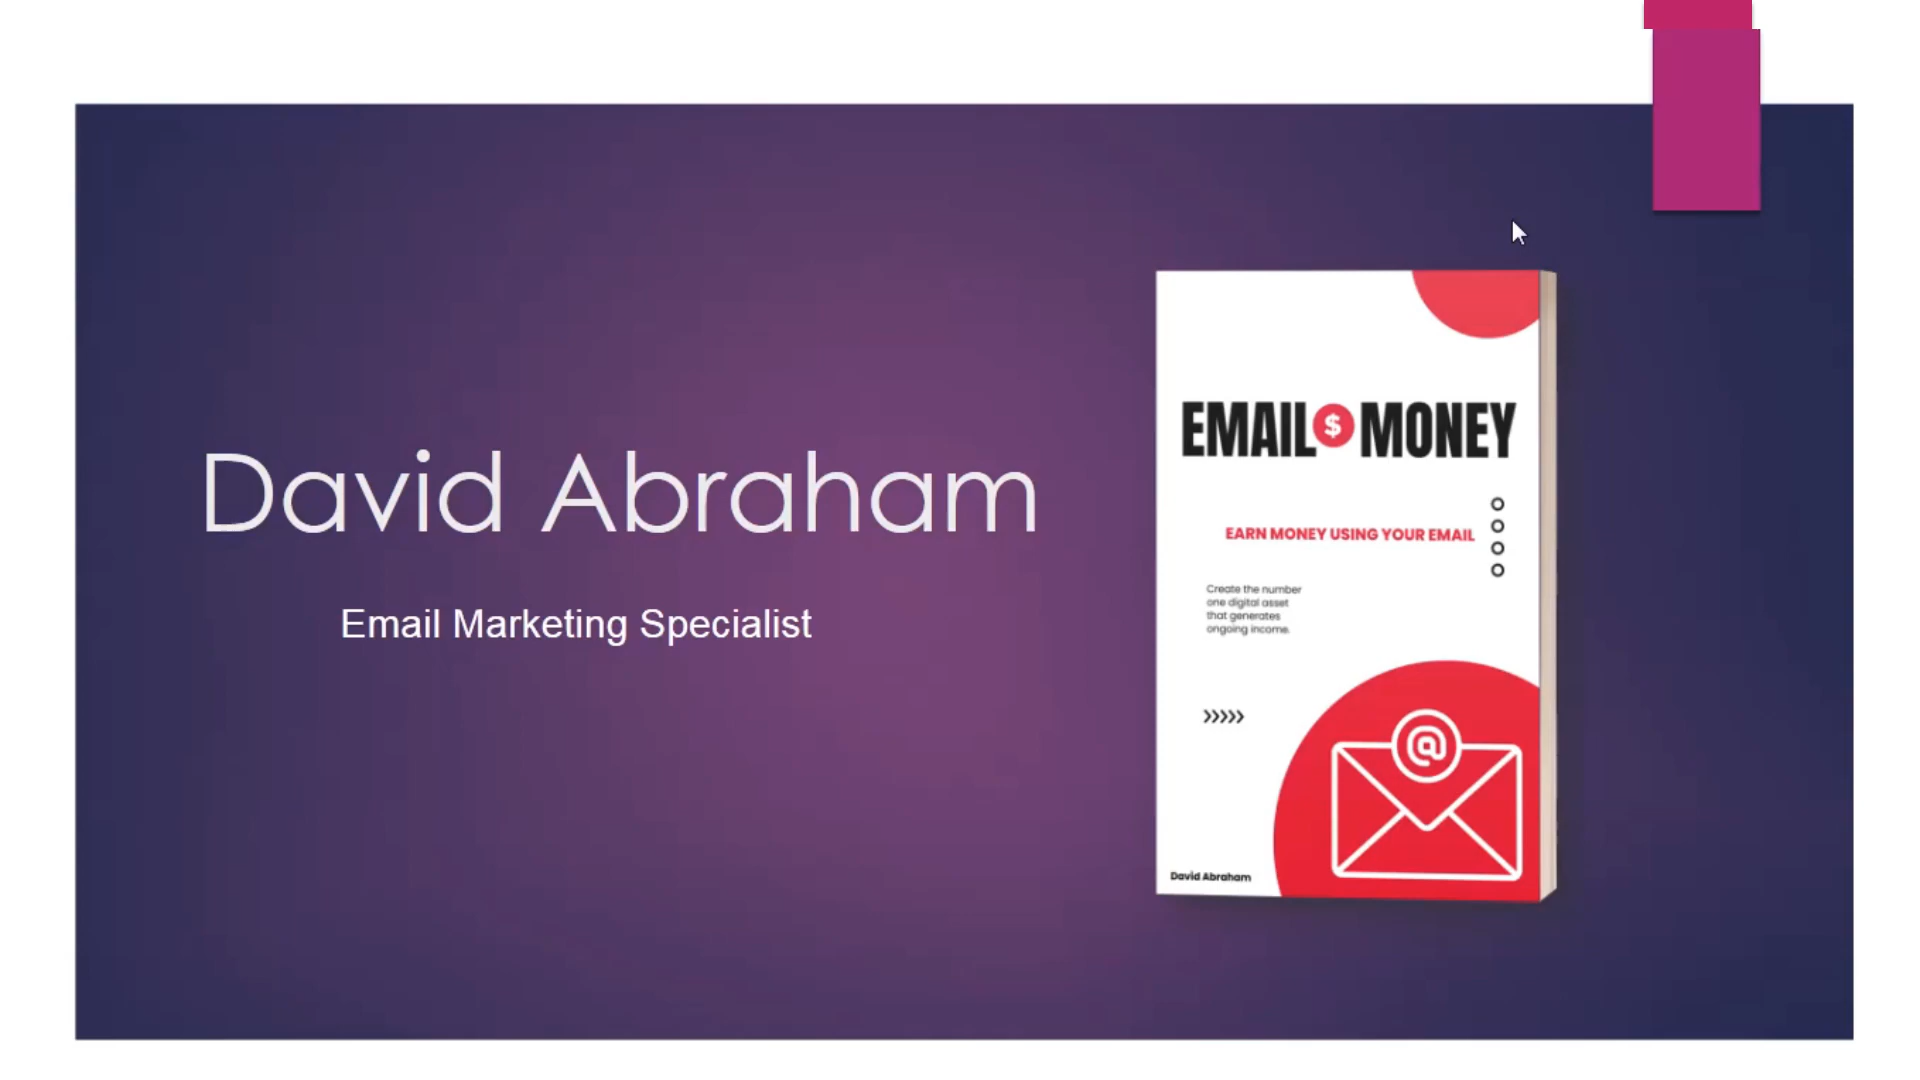 David Abraham
Email Marketing Specialist
EMAIL $ MONEY
EARN MONEY USING YOUR EMAIL
Create the number
one digital asset
that generates
ongoing income.
>>>>>
@
David Abraham